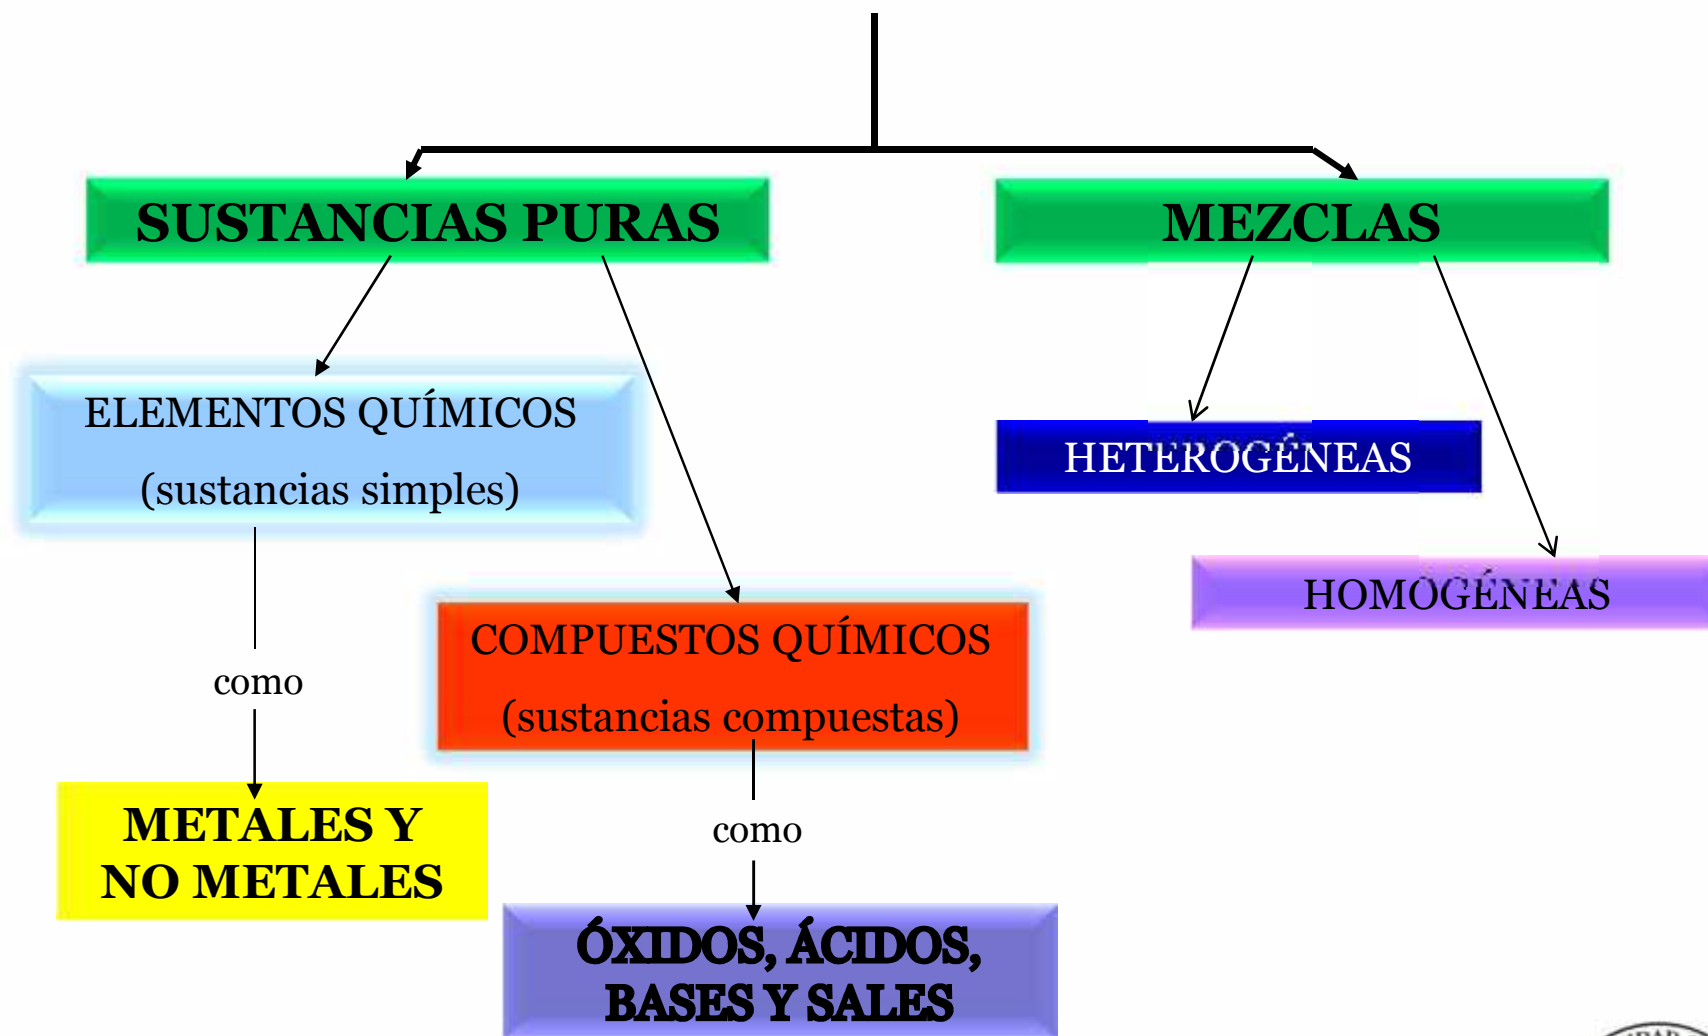 SUSTANCIAS PURAS
MEZCLAS
ELEMENTOS QUÍMICOS
(sustancias simples)
HETEROGÉNEAS
HOMOGÉNEAS
COMPUESTOS QUÍMICOS
(sustancias compuestas)
como
METALES Y
NO METALES
como
ÓXIDOS, ÁCIDOS,
BASES Y SALES